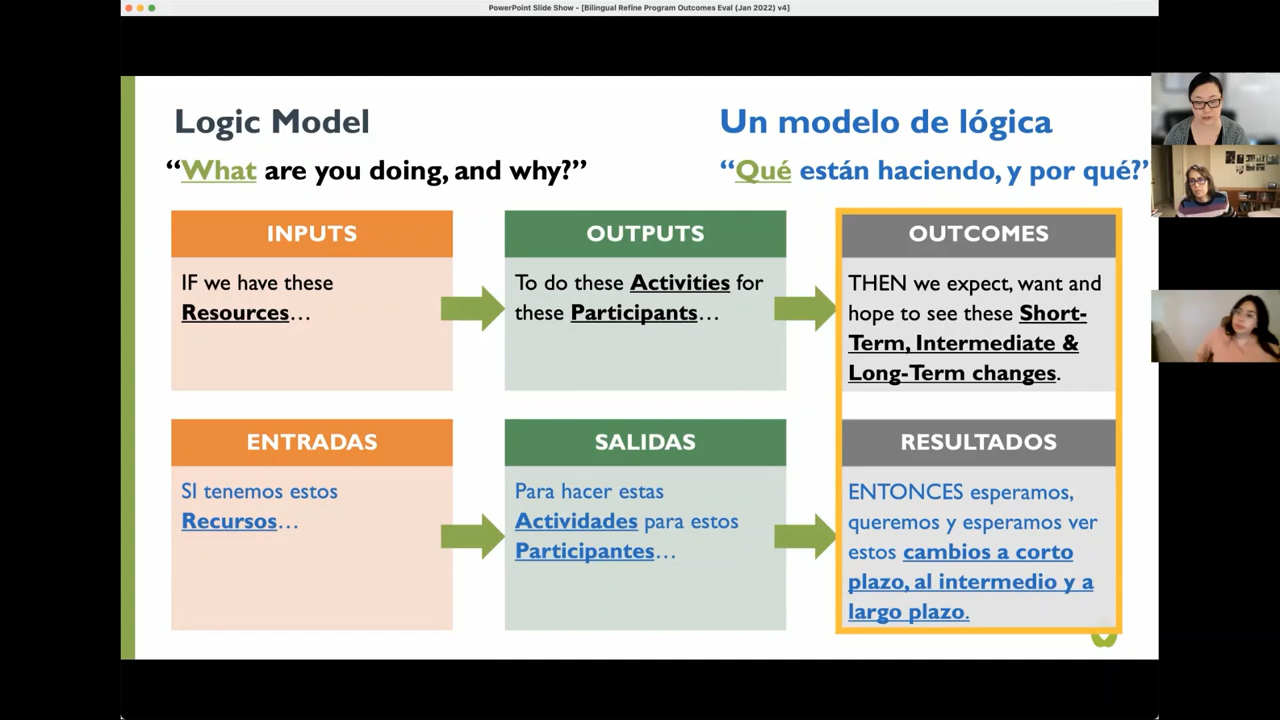 PowerPoint Slide Show - [Bilingual Refine Program Outcomes Eval (Jan 2022) v4]
Logic Model
“What are you doing, and why?”
Un modelo de lógica
“Qué están haciendo, y por qué?”
INPUTS
IF we have these
Resources…
OUTPUTS
To do these Activities for
these Participants…
OUTCOMES
THEN we expect, want and
hope to see these Short-
Term, Intermediate &
Long-Term changes.
ENTRADAS
SI tenemos estos
Recursos…
SALIDAS
Para hacer estas
Actividades para estos
Participantes…
RESULTADOS
ENTONCES esperamos,
queremos y esperamos ver
estos cambios a corto
plazo, al intermedio y a
largo plazo.